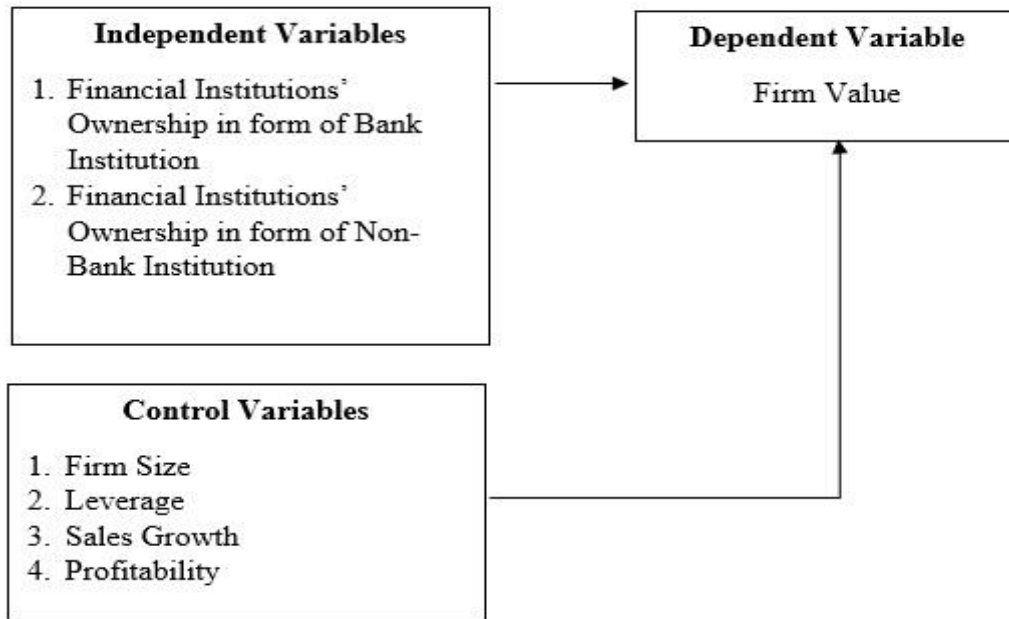 Independent Variables
1. Financial Institutions’
Ownership in form of Bank
Institution
2. Financial Institutions’
Ownership in form of Non-
Bank Institution
Dependent Variable
Firm Value
Control Variables
1. Firm Size
2. Leverage
3. Sales Growth
4. Profitability